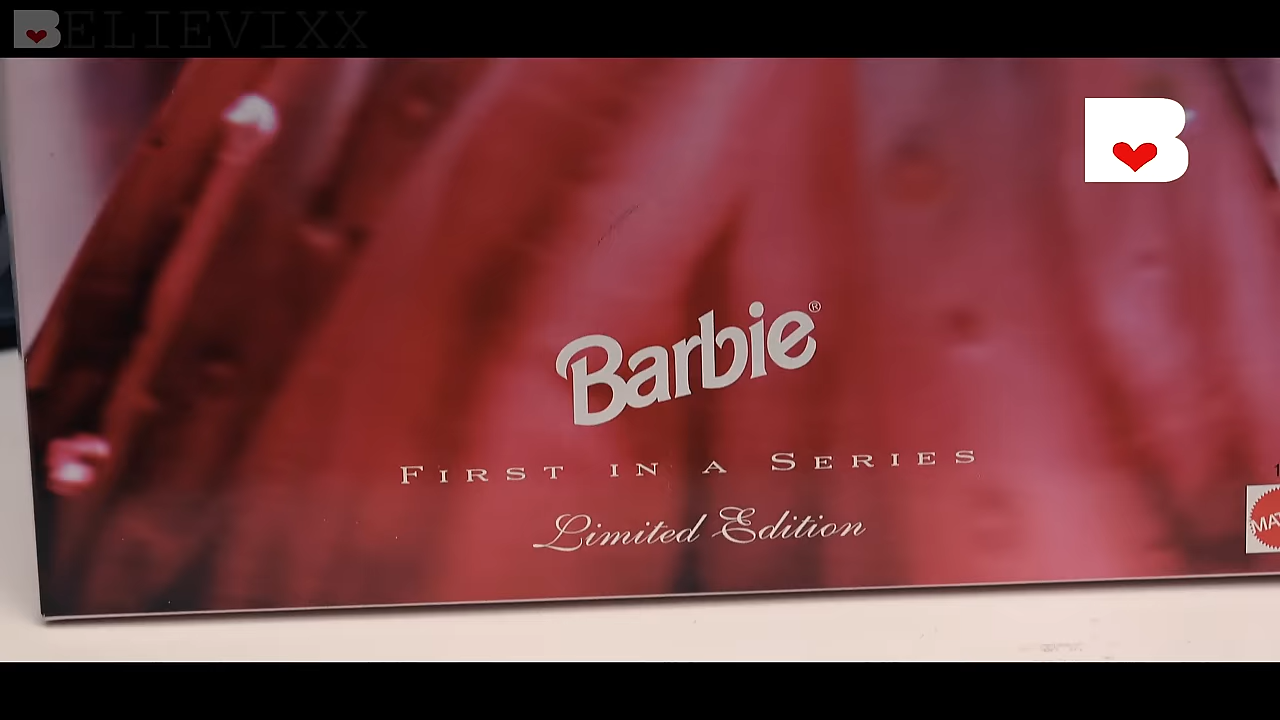 BELIEVIXX
B
Barbie®
FIRST IN A SERIES
Limited Edition